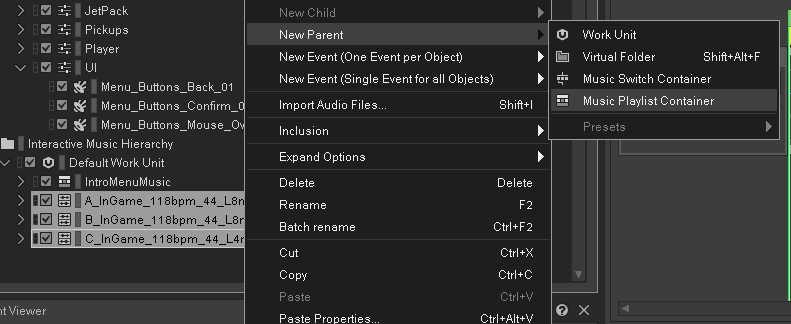 JetPack
Pickups
Player
UI
Menu_Buttons_Back_01
Menu_Buttons_Confirm_0
Menu_Buttons_Mouse_Ov
Interactive Music Hierarchy
Default Work Unit
IntroMenuMusic
A_InGame_118bpm_44_L8n
B_InGame_118bpm_44_L8r
C_InGame_118bpm_44_L4r
nt Viewer
New Child
New Parent
New Event (One Event per Object)
New Event (Single Event for all Objects)
Import Audio Files... Shift+I
Inclusion
Expand Options
Delete Delete
Rename F2
Batch rename Ctrl+F2
Cut Ctrl+X
Copy Ctrl+C
Paste Ctrl+V
Paste Properties... Ctrl+Alt+V
Work Unit
Virtual Folder Shift+Alt+F
Music Switch Container
Music Playlist Container
Presets